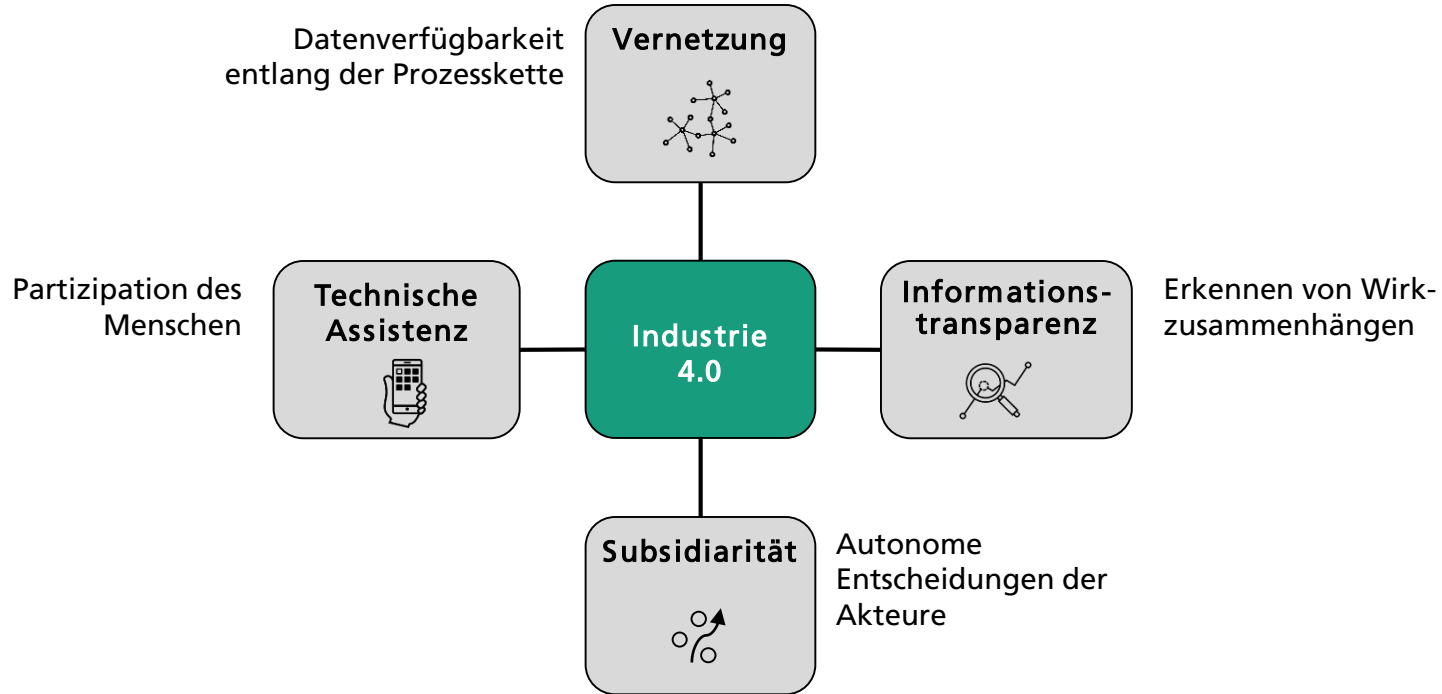 Datenverfügbarkeit
entlang der Prozesskette
Vernetzung
Partizipation des
Menschen
Technische
Assistenz
Industrie
4.0
Informations-
transparenz
Erkennen von Wirk-
zusammenhängen
Subsidiarität
Autonome
Entscheidungen der
Akteure